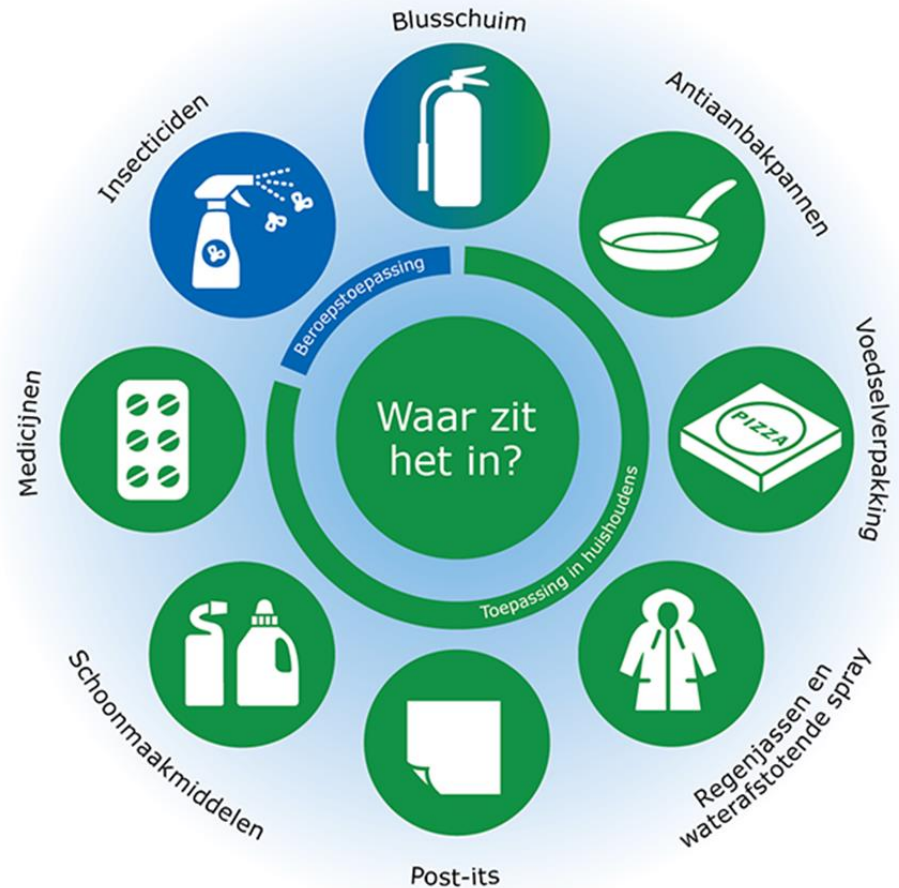 Blusschuim
Antiaanbakpannen
Voedselverpakking
Regenjassen en
waterafstotende spray
Post-its
Schoonmaakmiddelen
Medicijnen
Insecticiden
Beroepstoepassing
Toepassing in huishoudens
Waar zit
het in?
PIZZA